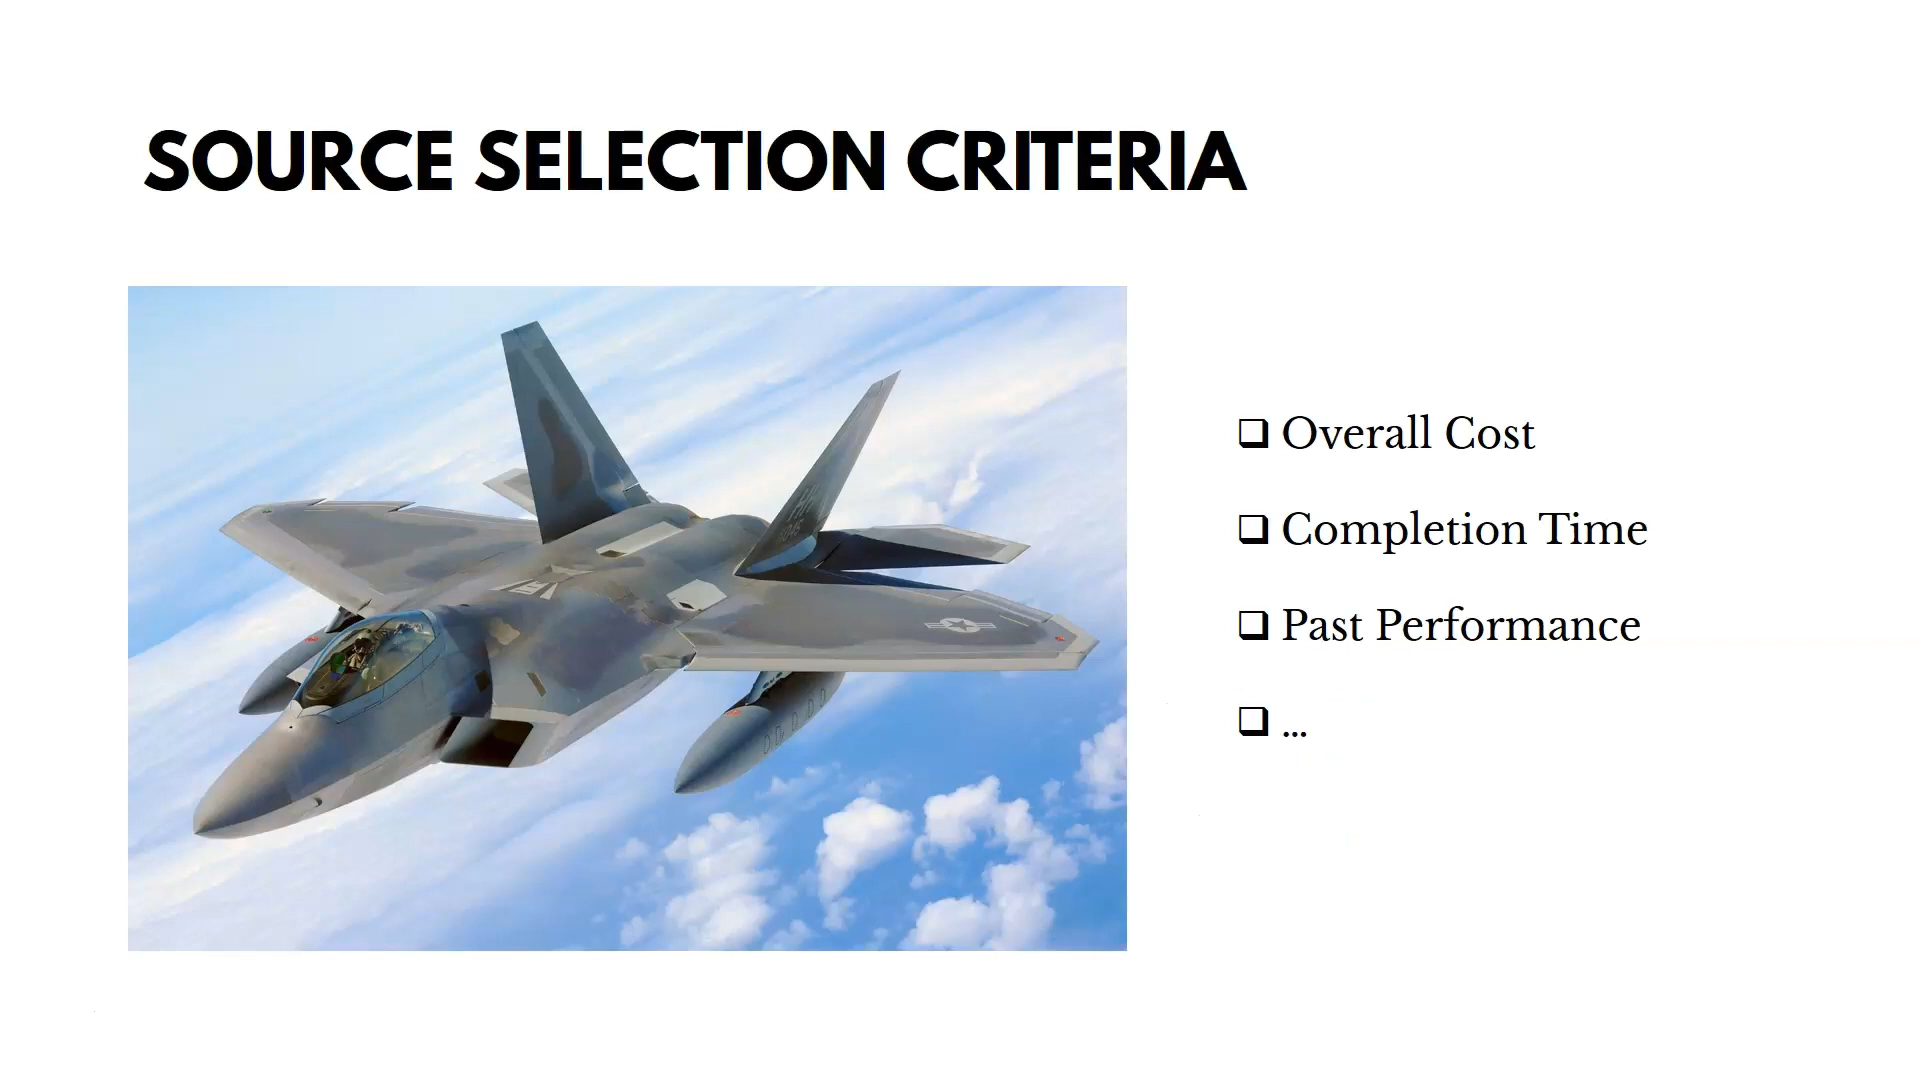 SOURCE SELECTION CRITERIA
❑ Overall Cost
❑ Completion Time
❑ Past Performance
❑ ...